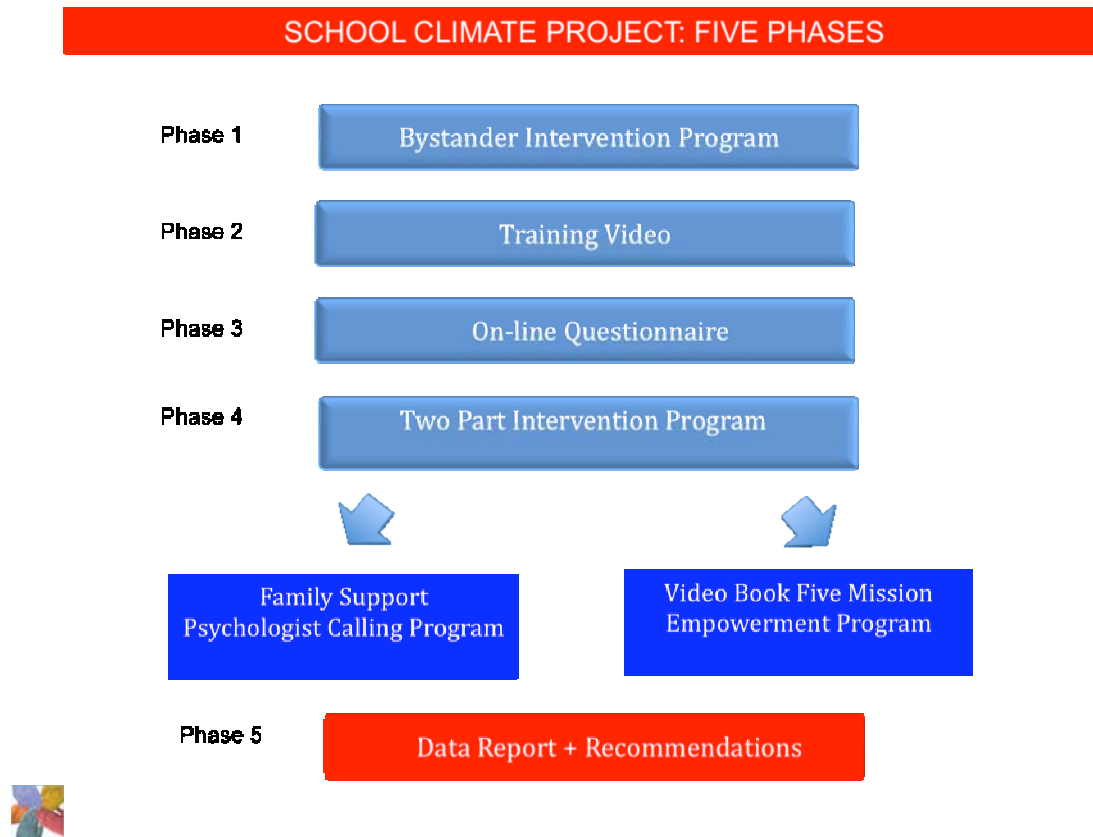 SCHOOL CLIMATE PROJECT: FIVE PHASES
Phase 1
Bystander Intervention Program
Phase 2
Training Video
Phase 3
On-line Questionnaire
Phase 4
Two Part Intervention Program
Family Support
Psychologist Calling Program
Video Book Five Mission
Empowerment Program
Phase 5
Data Report + Recommendations